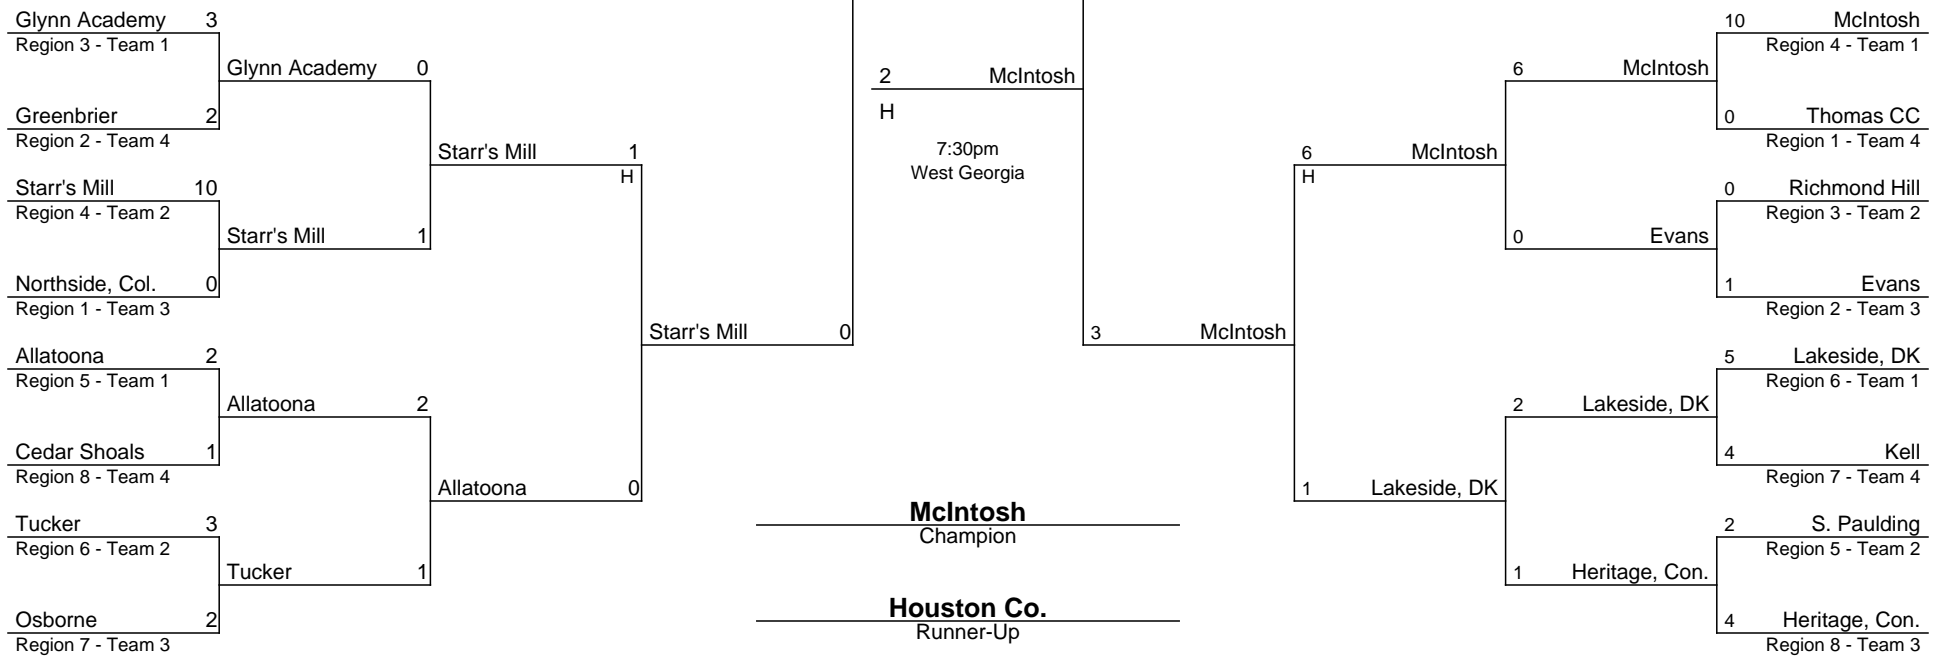 Glynn Academy 3
Region 3 - Team 1
Glynn Academy 0
Greenbrier 2
Region 2 - Team 4
Starr's Mill 1
H
Starr's Mill 10
Region 4 - Team 2
Starr's Mill 1
Northside, Col. 0
Region 1 - Team 3
Starr's Mill 0
Allatoona 2
Region 5 - Team 1
Allatoona 2
Cedar Shoals 1
Region 8 - Team 4
Allatoona 0
Tucker 3
Region 6 - Team 2
Tucker 1
Osborne 2
Region 7 - Team 3
2 McIntosh
H
7:30pm
West Georgia
McIntosh
Champion
Houston Co.
Runner-Up
10 McIntosh
Region 4 - Team 1
6 McIntosh
0 Thomas CC
Region 1 - Team 4
6 McIntosh
H
0 Richmond Hill
Region 3 - Team 2
0 Evans
1 Evans
Region 2 - Team 3
3 McIntosh
5 Lakeside, DK
Region 6 - Team 1
2 Lakeside, DK
4 Kell
Region 7 - Team 4
1 Lakeside, DK
2 S. Paulding
Region 5 - Team 2
1 Heritage, Con.
4 Heritage, Con.
Region 8 - Team 3